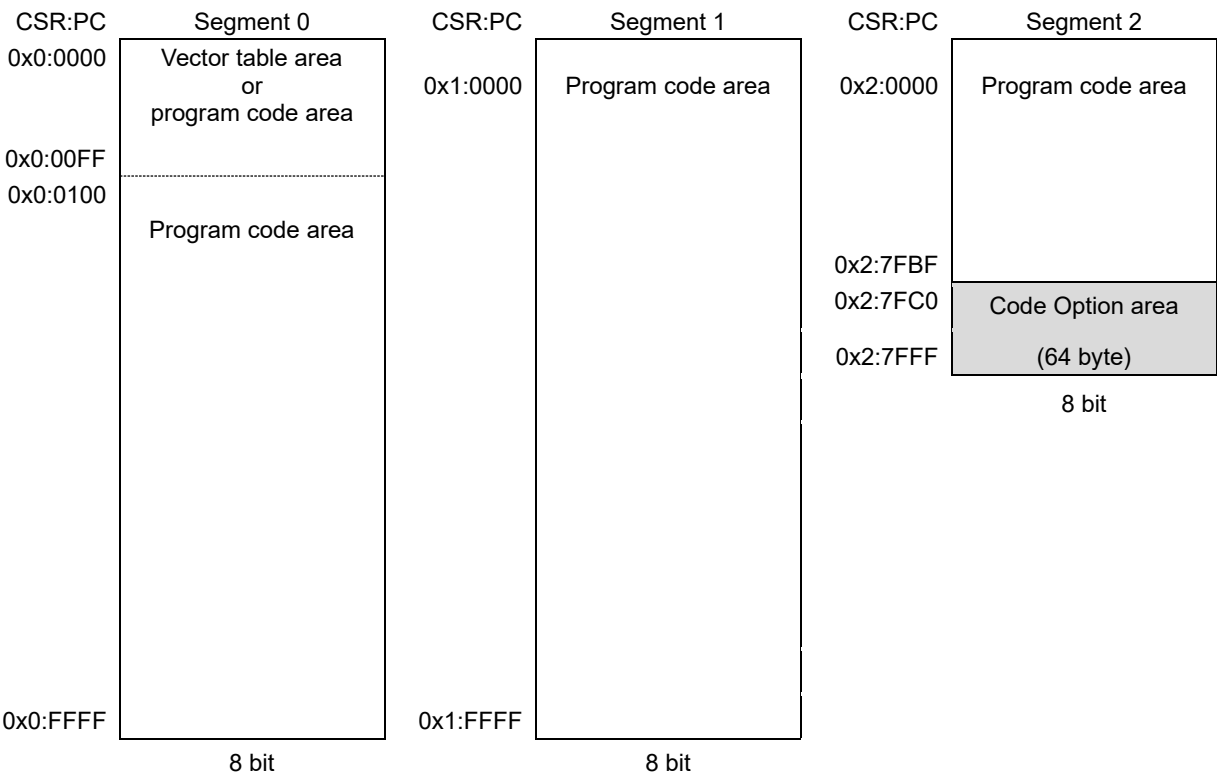 CSR:PC
Segment 0
0x0:0000
Vector table area
or
program code area
0x0:00FF
0x0:0100
Program code area
0x0:FFFF
8 bit
CSR:PC
Segment 1
0x1:0000
Program code area
0x1:FFFF
8 bit
CSR:PC
Segment 2
0x2:0000
Program code area
0x2:7FBF
0x2:7FC0
Code Option area
0x2:7FFF
(64 byte)
8 bit